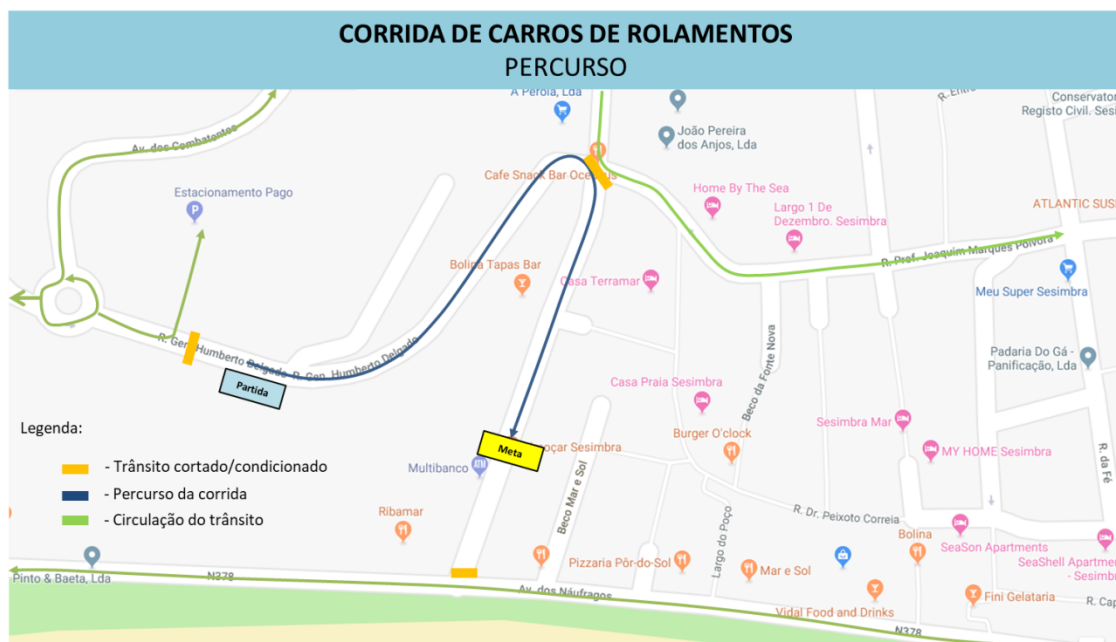 CORRIDA DE CARROS DE ROLAMENTOS
PERCURSO
A Pérola, Lda
João Pereira
dos Anjos, Lda
Conservator
Registo Civil. Sesi
Av. dos Combatentes
Cafe Snack Bar Oce
Estacionamento Pago
P
Home By The Sea
Largo 1 De
Dezembro. Sesimbra
ATLANTIC SUS
R. Prof. Joaquim Marques Pólvora
Bolina Tapas Bar
Casa Terramar
Meu Super Sesimbra
R. Gen. Humberto Delgado
R. Gen. Humberto Delgado
Partida
Beco da Fonte Nova
Padaria Do Gá -
Panificação, Lda
Casa Praia Sesimbra
Legenda:
Burger O'clock
Sesimbra Mar
Meta
oçar Sesimbra
MY HOME Sesimbra
- Trânsito cortado/condicionado
Multibanco
ATM
R. da Fé
- Percurso da corrida
Beco Mar e Sol
- Circulação do trânsito
Ribamar
Largo do Poço
R. Dr. Peixoto Correia
Bolina
SeaSon Apartments
Pizzaria Pôr-do-Sol
Mar e Sol
SeaShell Apartme
- Sesimb
Pinto & Baeta, Lda
N378
Av. dos Náufragos
Vidal Food and Drinks
Fini Gelataria
R. Cap
N378